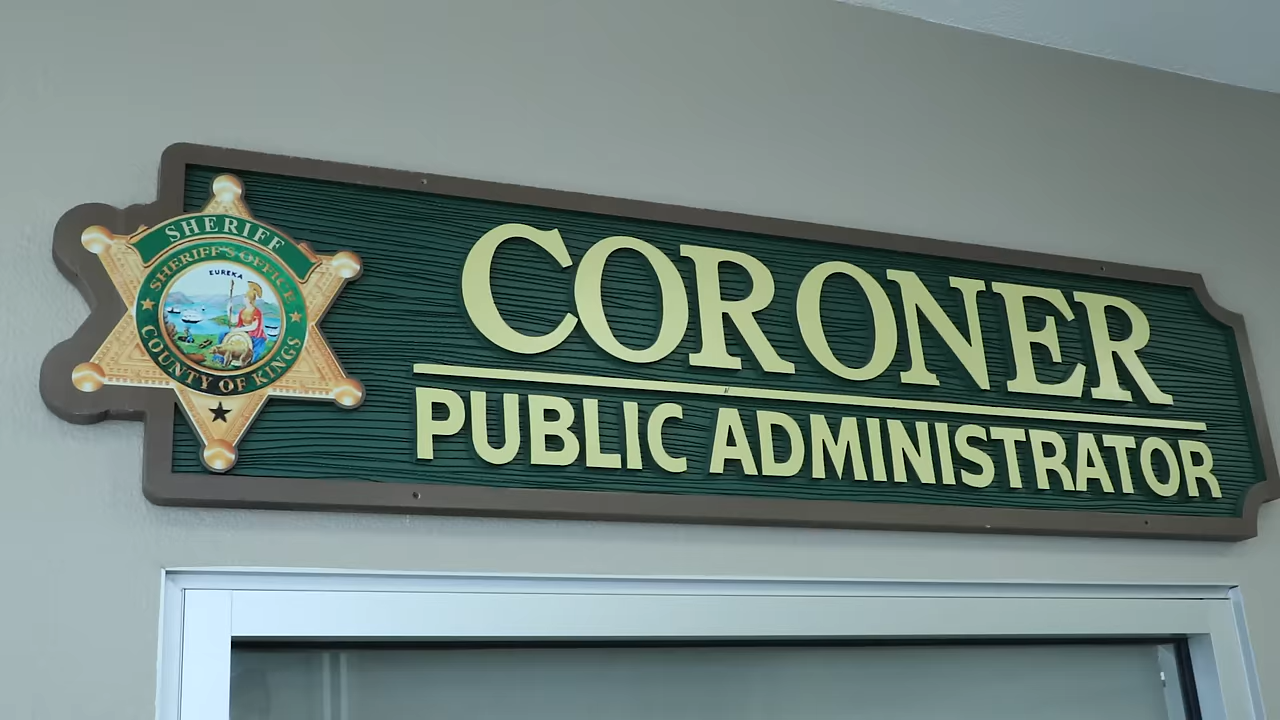 SHERIFF
SHERIFF'S OFFICE
EUREKA
COUNTY OF KINGS
CORONER
PUBLIC ADMINISTRATOR